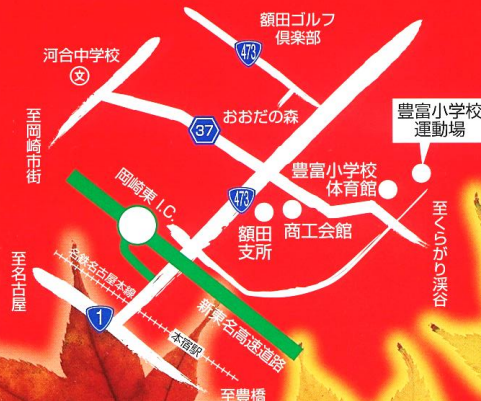 額田ゴルフ
倶楽部
473
河合中学校
文
至岡崎市街
おおだの森
37
豊富小学校
運動場
豊富小学校
体育館
岡崎東I.C.
473
額田
支所
商工会館
至くらがり渓谷
至名古屋
名鉄名古屋本線
1
新東名高速道路
本宿駅
至豊橋